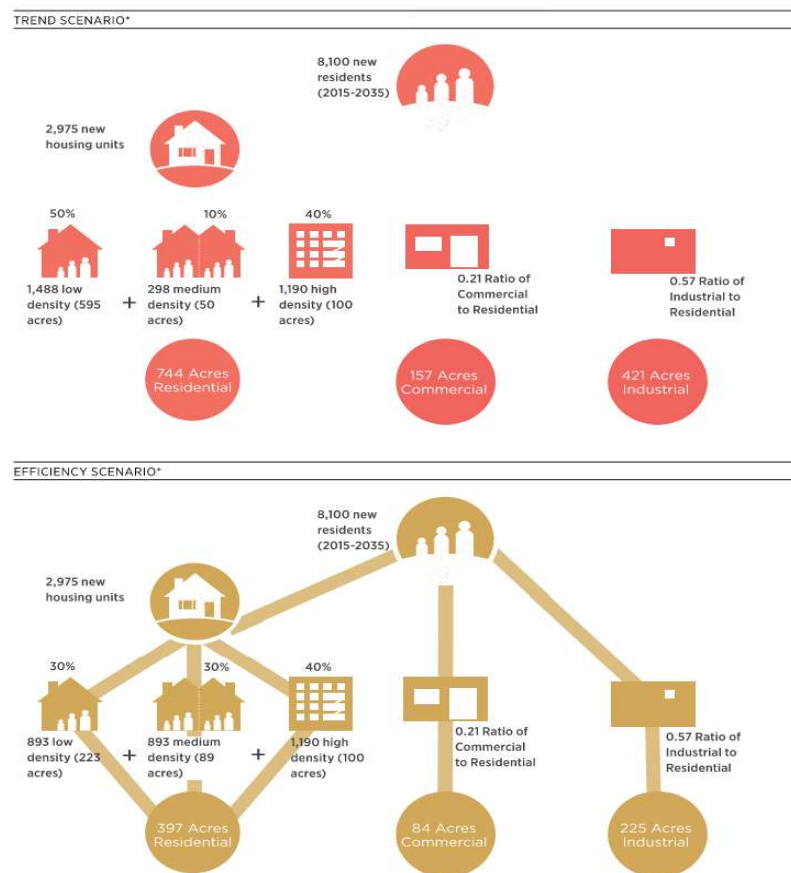 TREND SCENARIO*
8,100 new
residents
(2015-2035)
2,975 new
housing units
50%
10%
40%
1,488 low
density (595
acres)
+
298 medium
density (50
acres)
+
1,190 high
density (100
acres)
0.21 Ratio of
Commercial
to Residential
0.57 Ratio of
Industrial to
Residential
744 Acres
Residential
157 Acres
Commercial
421 Acres
Industrial
EFFICIENCY SCENARIO*
8,100 new
residents
(2015-2035)
2,975 new
housing units
30%
30%
40%
893 low
density (223
acres)
+
893 medium
density (89
acres)
+
1,190 high
density (100
acres)
0.21 Ratio of
Commercial
to Residential
0.57 Ratio of
Industrial to
Residential
397 Acres
Residential
84 Acres
Commercial
225 Acres
Industrial